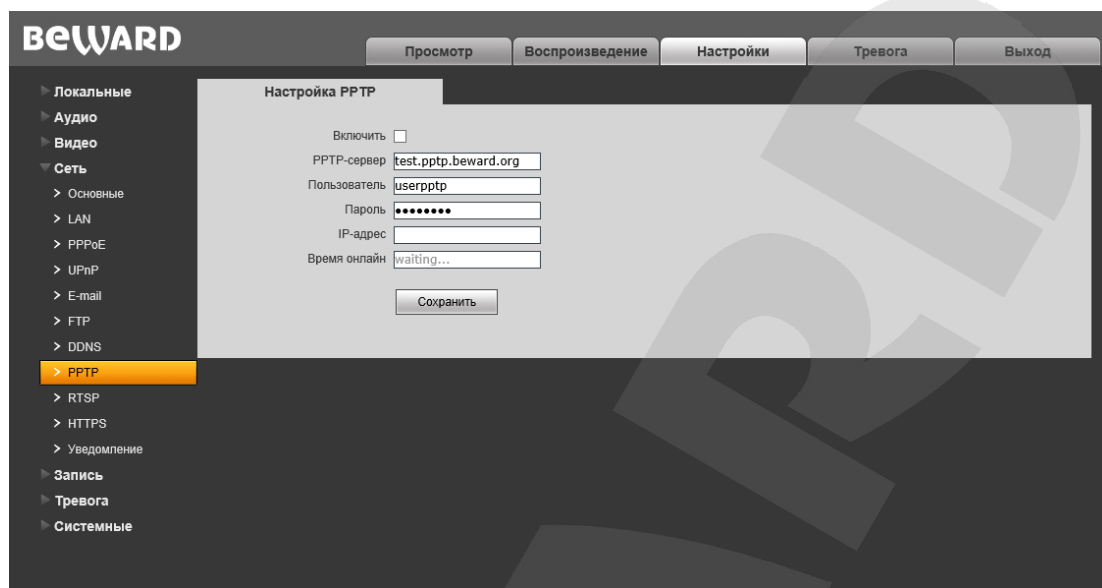 BEWARD
Просмотр
Воспроизведение
Настройки
Тревога
Выход
Локальные
Аудио
Видео
Сеть
> Основные
> LAN
> PPPoE
> UPnP
> E-mail
> FTP
> DDNS
> PPTP
> RTSP
> HTTPS
> Уведомление
Запись
Тревога
Системные
Настройка PPTP
Включить
PPTP-сервер test.pptp.beward.org
Пользователь userpptp
Пароль ••••••••
IP-адрес
Время онлайн waiting...
Сохранить